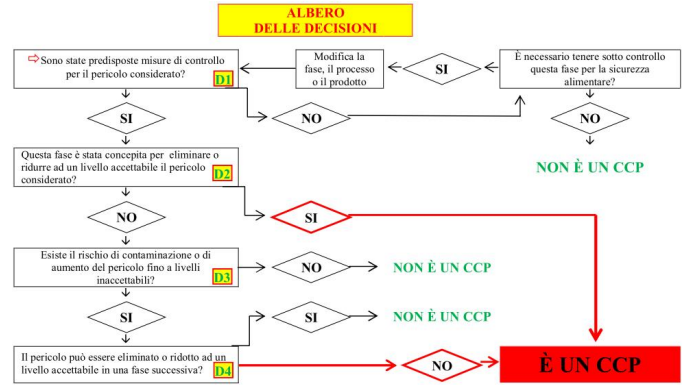 ALBERO
DELLE DECISIONI
Sono state predisposte misure di controllo
per il pericolo considerato?
D1
Modifica la
fase, il processo
o il prodotto
SI
È necessario tenere sotto controllo
questa fase per la sicurezza
alimentare?
SI
NO
NO
NON È UN CCP
Questa fase è stata concepita per eliminare o
ridurre ad un livello accettabile il pericolo
considerato?
D2
NO
SI
Esiste il rischio di contaminazione o di
aumento del pericolo fino a livelli
inaccettabili?
D3
NO
NON È UN CCP
SI
SI
NON È UN CCP
Il pericolo può essere eliminato o ridotto ad un
livello accettabile in una fase successiva?
D4
NO
È UN CCP